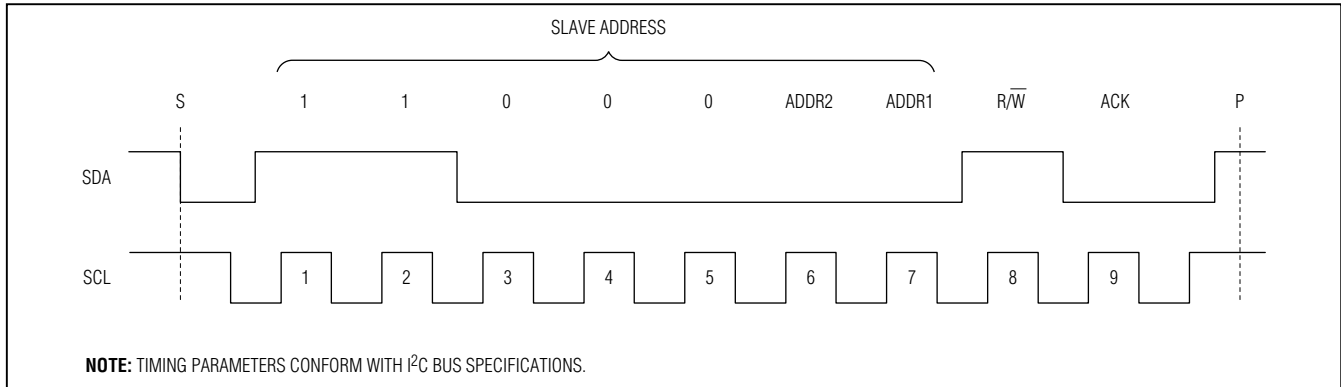 SLAVE ADDRESS
S 1 1 0 0 0 ADDR2 ADDR1 R/W̅ ACK P
SDA
SCL 1 2 3 4 5 6 7 8 9
NOTE: TIMING PARAMETERS CONFORM WITH I²C BUS SPECIFICATIONS.